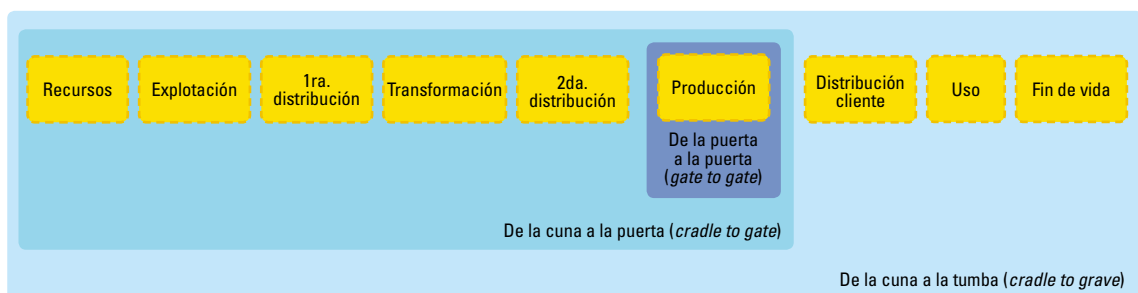 Recursos
Explotación
1ra.
distribución
Transformación
2da.
distribución
Producción
Distribución
cliente
Uso
Fin de vida
De la puerta
a la puerta
(gate to gate)
De la cuna a la puerta (cradle to gate)
De la cuna a la tumba (cradle to grave)